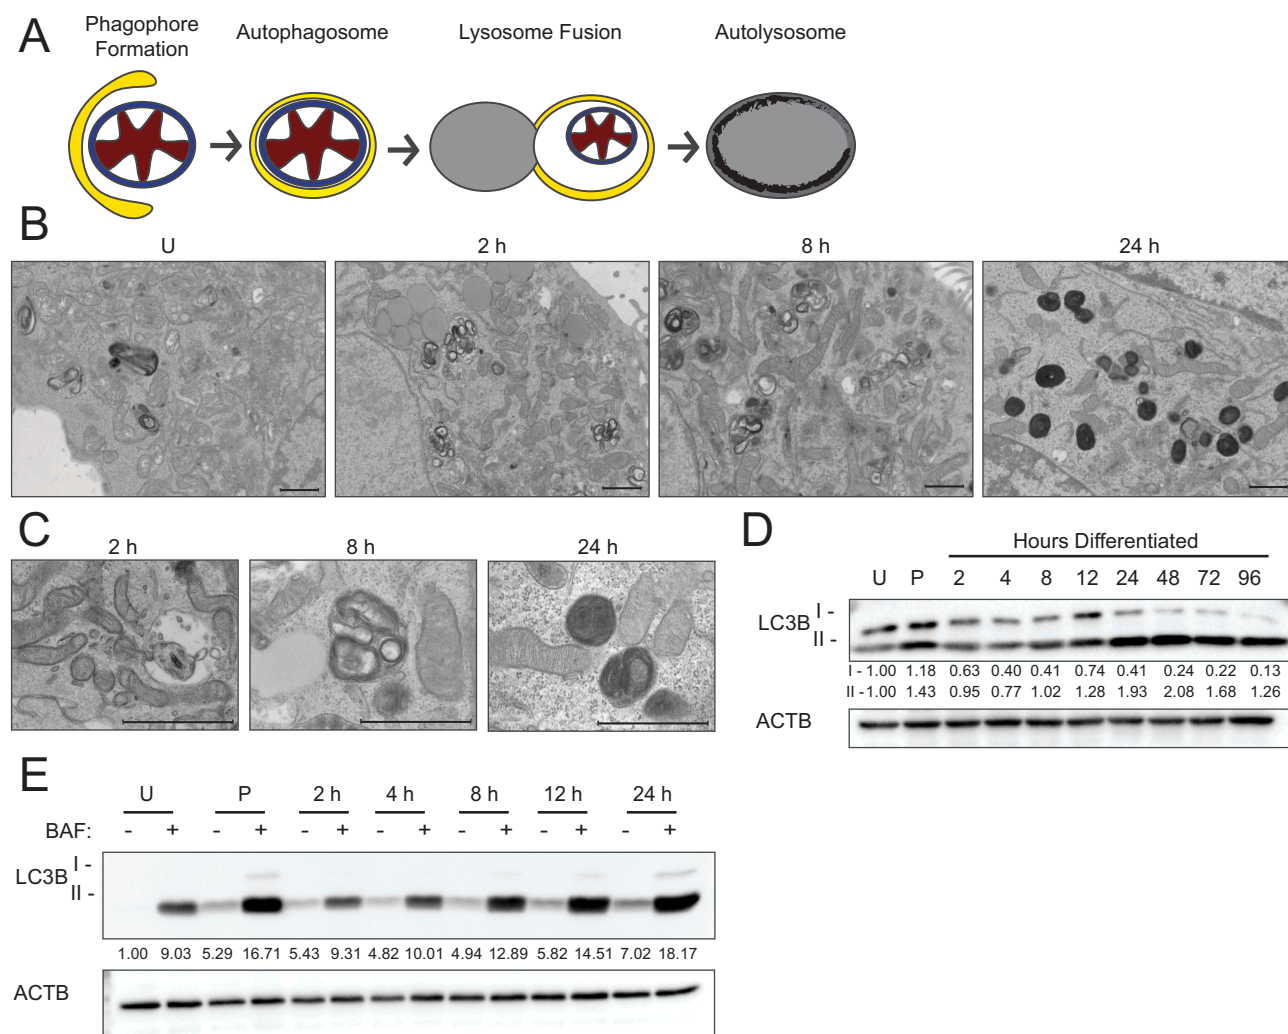 A
Phagophore
Formation
Autophagosome
Lysosome Fusion
Autolysosome
B
U
2 h
8 h
24 h
C
2 h
8 h
24 h
D
Hours Differentiated
U P 2 4 8 12 24 48 72 96
LC3B
I -
II -
I - 1.00 1.18 0.63 0.40 0.41 0.74 0.41 0.24 0.22 0.13
II - 1.00 1.43 0.95 0.77 1.02 1.28 1.93 2.08 1.68 1.26
ACTB
E
U P 2 h 4 h 8 h 12 h 24 h
BAF: - + - + - + - + - + - + - +
LC3B
I -
II -
1.00 9.03 5.29 16.71 5.43 9.31 4.82 10.01 4.94 12.89 5.82 14.51 7.02 18.17
ACTB